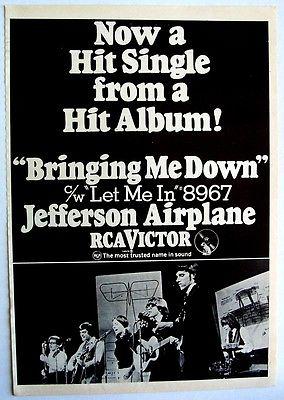 Now a
Hit Single
from a
Hit Album!
"Bringing Me Down"
c/w "Let Me In" #8967
Jefferson Airplane
RCA VICTOR
The most trusted name in sound